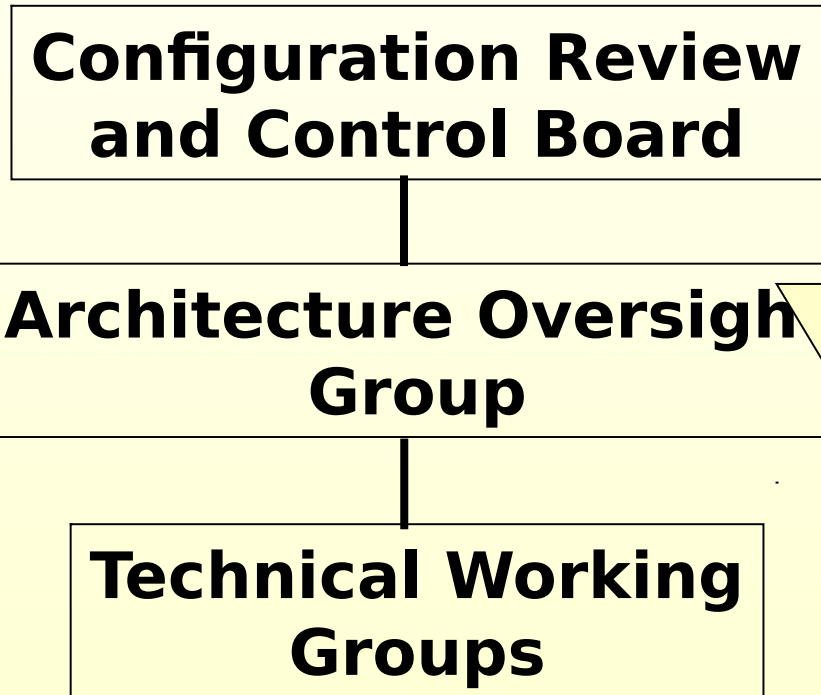 Configuration Review
and Control Board
Architecture Oversigh
Group
Technical Working
Groups